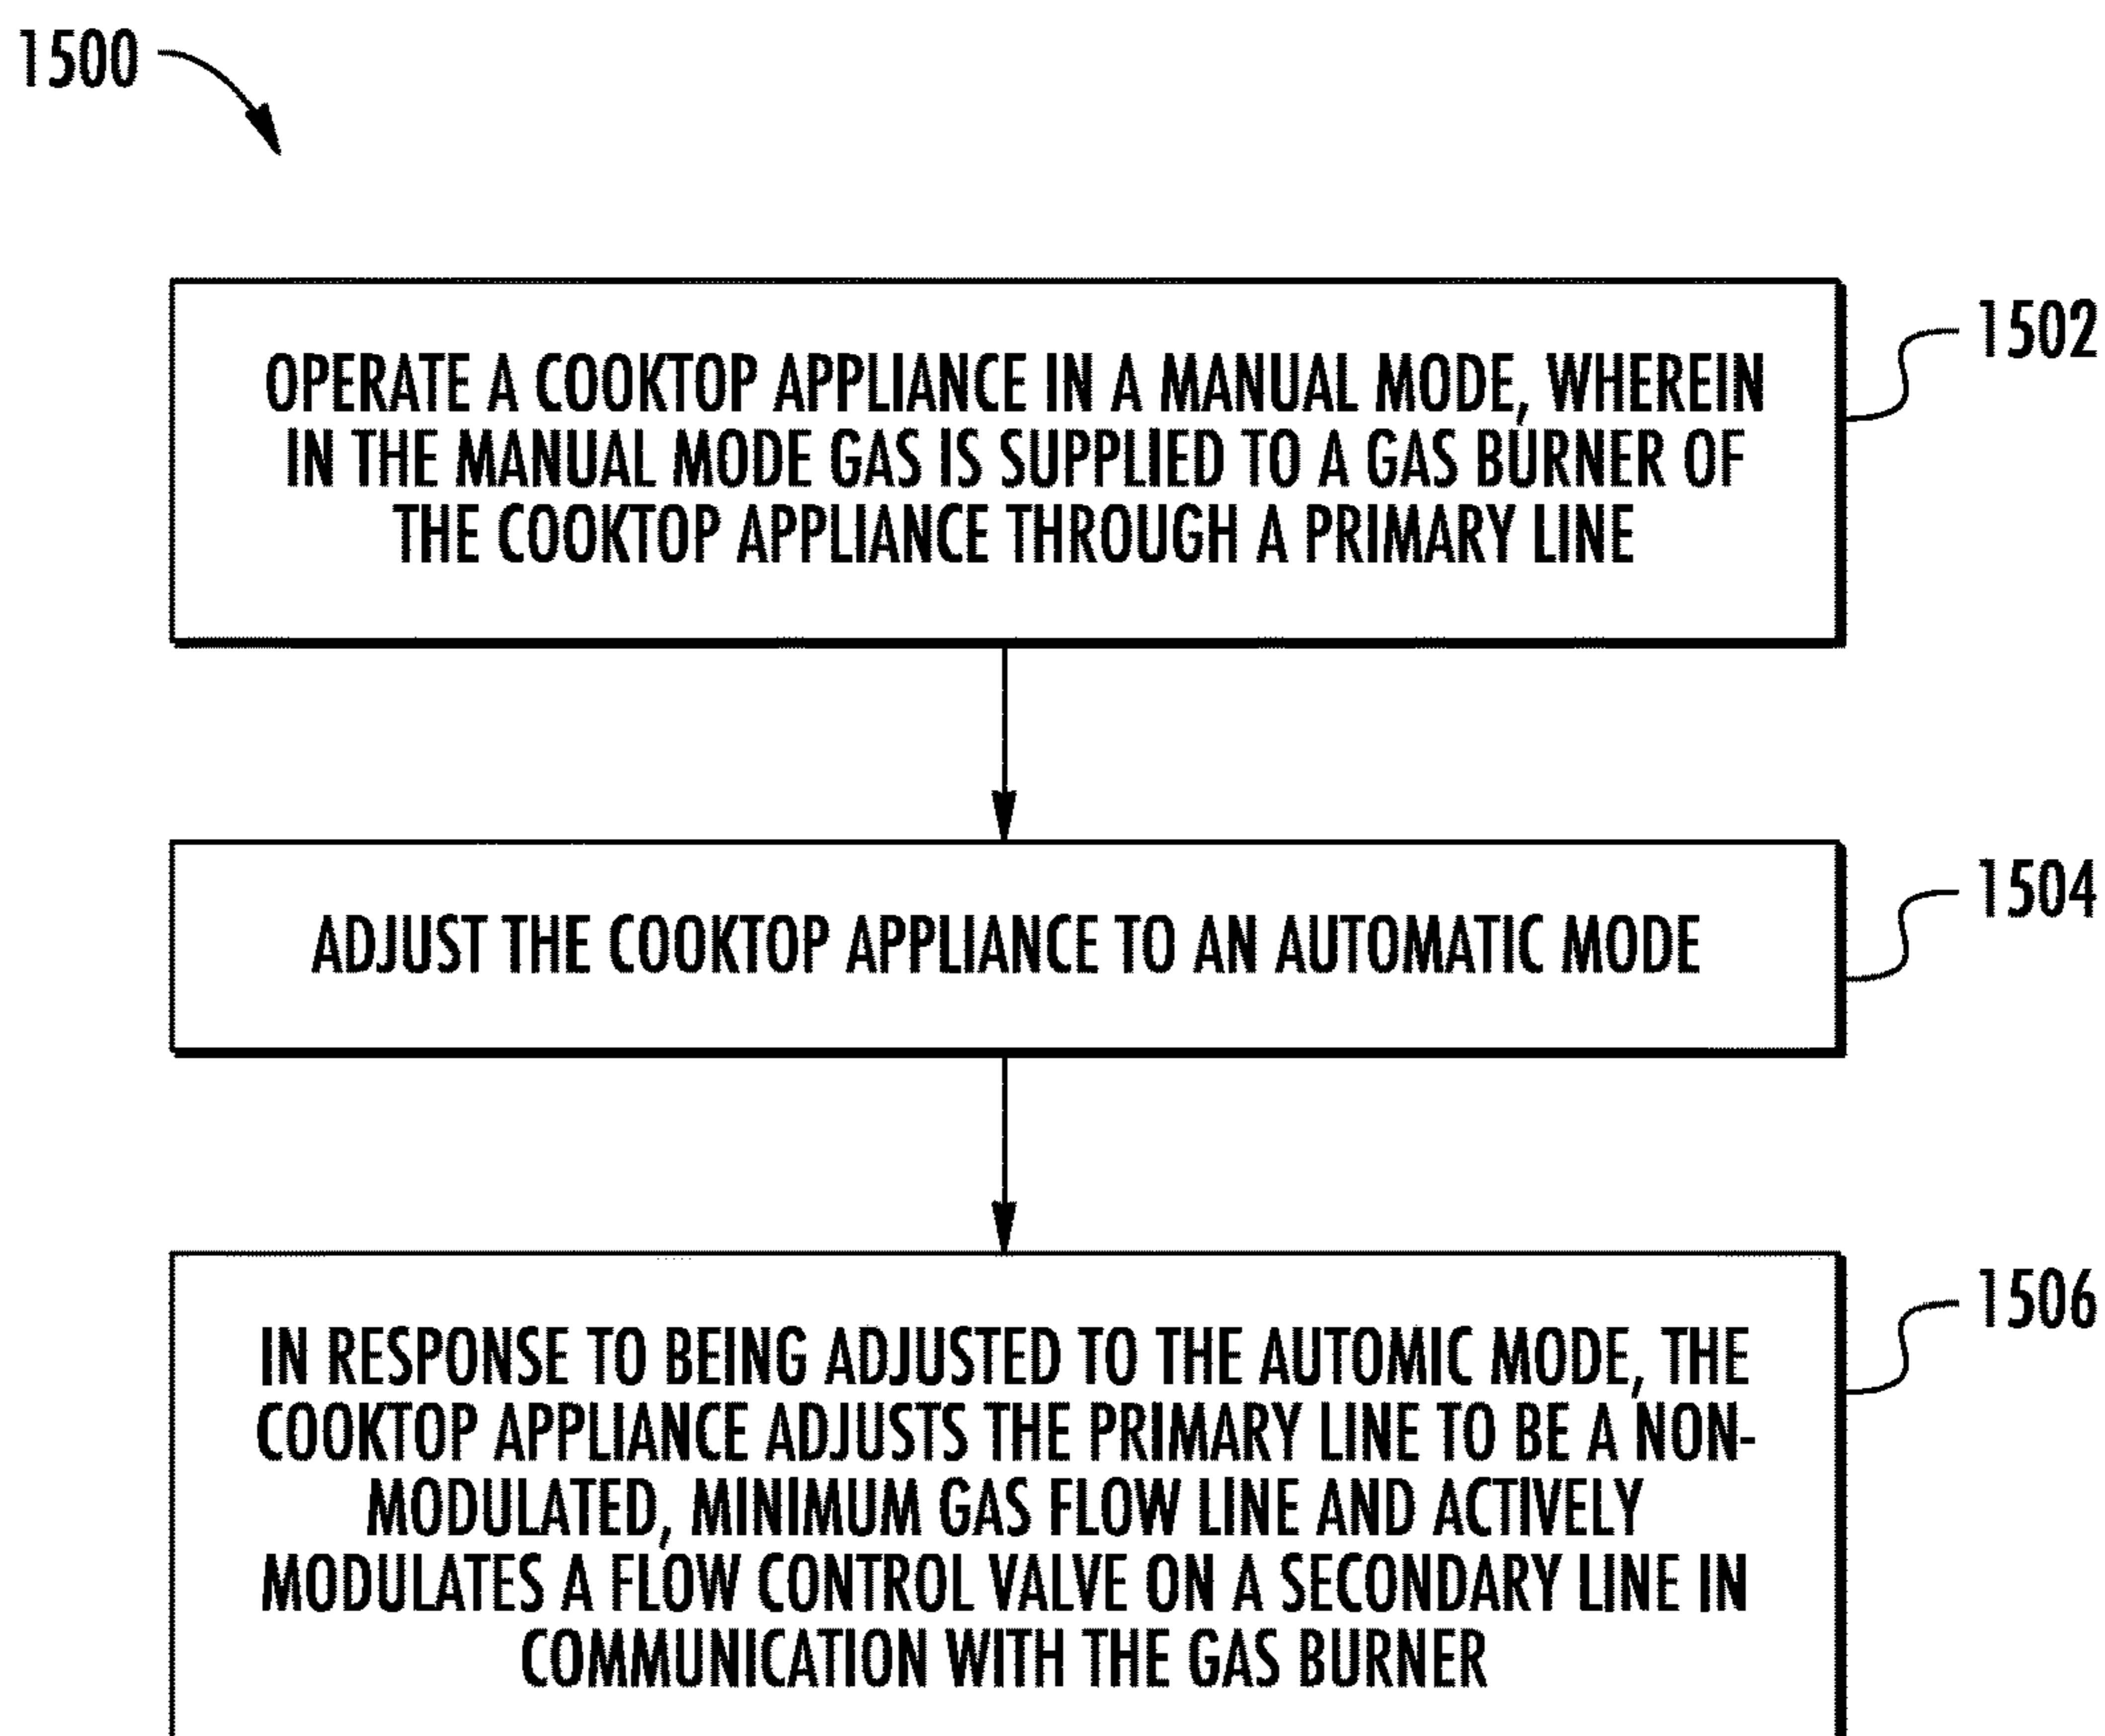 1500
1502
OPERATE A COOKTOP APPLIANCE IN A MANUAL MODE, WHEREIN
IN THE MANUAL MODE GAS IS SUPPLIED TO A GAS BURNER OF
THE COOKTOP APPLIANCE THROUGH A PRIMARY LINE
1504
ADJUST THE COOKTOP APPLIANCE TO AN AUTOMATIC MODE
1506
IN RESPONSE TO BEING ADJUSTED TO THE AUTOMIC MODE, THE
COOKTOP APPLIANCE ADJUSTS THE PRIMARY LINE TO BE A NON-
MODULATED, MINIMUM GAS FLOW LINE AND ACTIVELY
MODULATES A FLOW CONTROL VALVE ON A SECONDARY LINE IN
COMMUNICATION WITH THE GAS BURNER